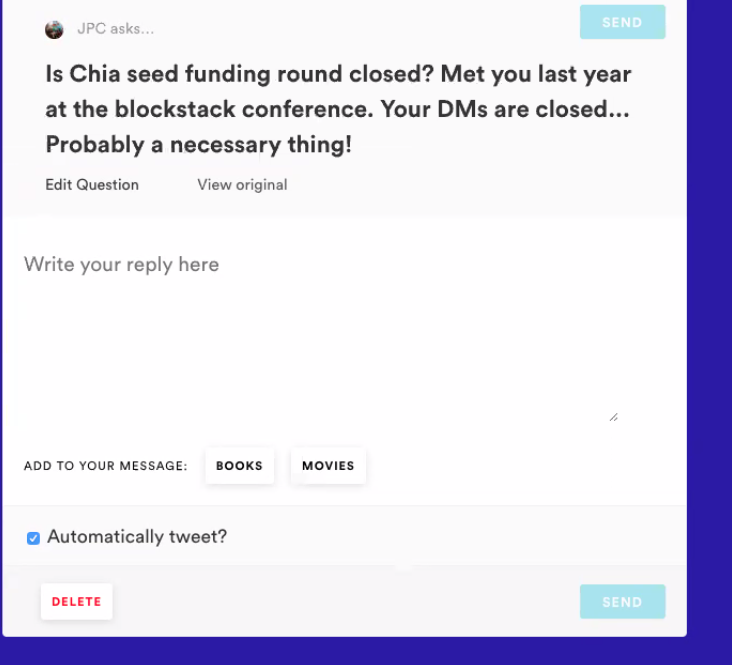 JPC asks...
SEND
Is Chia seed funding round closed? Met you last year
at the blockstack conference. Your DMs are closed...
Probably a necessary thing!
Edit Question View original
Write your reply here
ADD TO YOUR MESSAGE: BOOKS MOVIES
Automatically tweet?
DELETE SEND